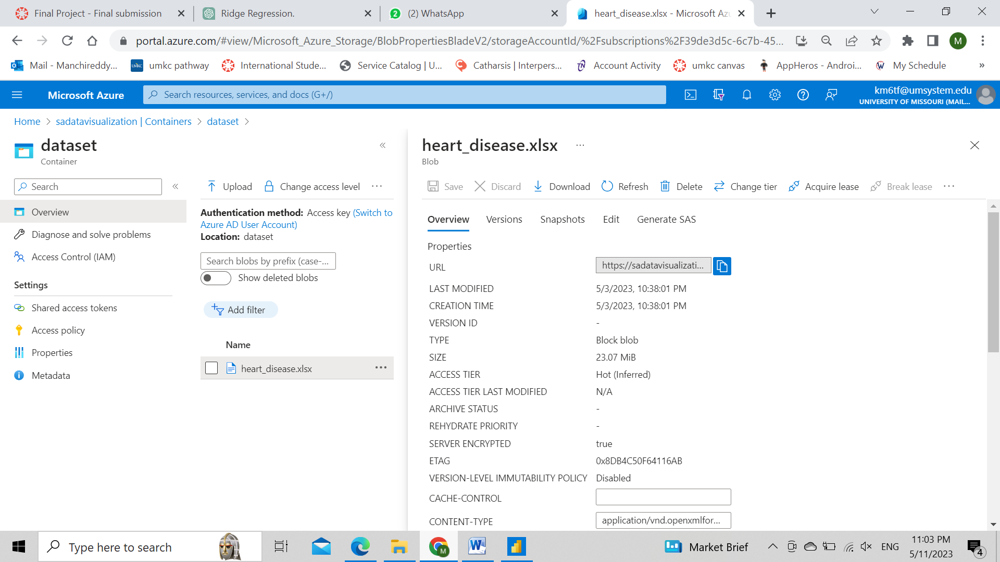 Final Project - Final submission
Ridge Regression.
2 (2) WhatsApp
heart_disease.xlsx - Microsoft Azu
portal.azure.com/#view/Microsoft_Azure_Storage/BlobPropertiesBladeV2/storageAccountId/%2Fsubscriptions%2F39de3d5c-6c7b-45...
M
Mail - Manchireddy...
UMKC umkc pathway
International Stude...
Service Catalog | U...
Catharsis | Interpers...
TN Account Activity
umkc canvas
AppHeros - Androi...
W My Schedule
»
Microsoft Azure
Search resources, services, and docs (G+/)
km6tf@umsystem.edu
UNIVERSITY OF MISSOURI (MAIL...
Home > sadatavisualization | Containers > dataset >
dataset
Container
Search
Overview
Diagnose and solve problems
Access Control (IAM)
Settings
Shared access tokens
Access policy
Properties
Metadata
Upload
Change access level
...
Authentication method: Access key (Switch to
Azure AD User Account)
Location: dataset
Search blobs by prefix (case-...
Show deleted blobs
Add filter
Name
heart_disease.xlsx
...
heart_disease.xlsx ...
Blob
Save
Discard
Download
Refresh
Delete
Change tier
Acquire lease
Break lease
...
Overview
Versions
Snapshots
Edit
Generate SAS
Properties
URL https://sadatavisualizati...
LAST MODIFIED 5/3/2023, 10:38:01 PM
CREATION TIME 5/3/2023, 10:38:01 PM
VERSION ID -
TYPE Block blob
SIZE 23.07 MiB
ACCESS TIER Hot (Inferred)
ACCESS TIER LAST MODIFIED N/A
ARCHIVE STATUS -
REHYDRATE PRIORITY -
SERVER ENCRYPTED true
ETAG 0x8DB4C50F64116AB
VERSION-LEVEL IMMUTABILITY POLICY Disabled
CACHE-CONTROL
CONTENT-TYPE application/vnd.openxmlfor...
Type here to search
M
W
Market Brief
ENG
11:03 PM
5/11/2023
4